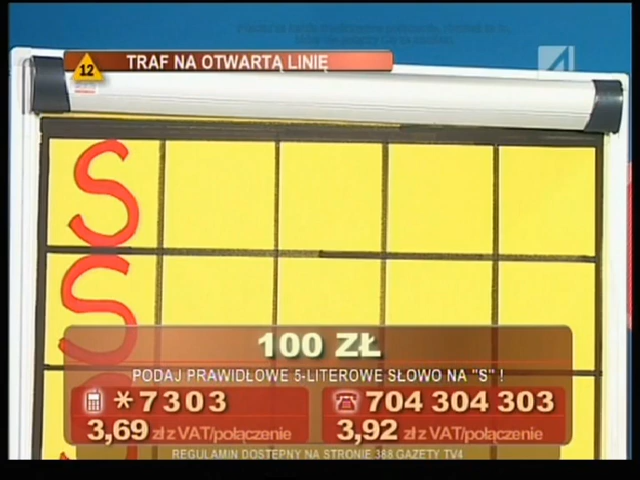 TRAF NA OTWARTĄ LINIĘ
12
S
S
100 ZŁ
PODAJ PRAWIDŁOWE 5-LITEROWE SŁOWO NA "S" !
*7303
704 304 303
3,69 zł z VAT/połączenie
3,92 zł z VAT/połączenie
REGULAMIN DOSTĘPNY NA STRONIE 388 GAZETY TV4